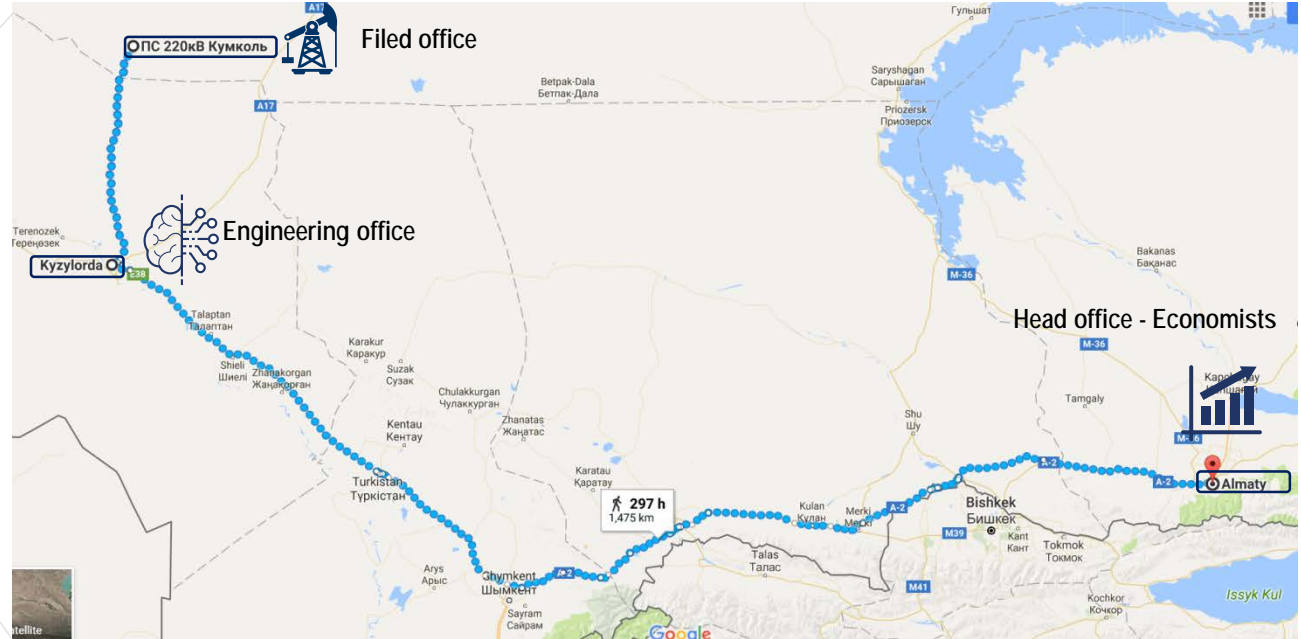 A17
Гульшат
ПС 220кВ Кумколь
Filed office
Saryshagan
Сарышаган
Betpak-Dala
Бетпак-Дала
A17
Priozersk
Приозерск
Engineering office
Terenozek
Тереңөзек
Kyzylorda
E38
Bakanas
Бақанас
M-36
Talaptan
Талаптан
Head office - Economists
M-36
Karakur
Каракур
Suzak
Сузак
Shieli
Шиелі
Zhanakorgan
Жаңақорған
Chulakkurgan
Чулаккурган
Tamgaly
Kentau
Кентау
Zhanatas
Жаңатас
Shu
Шу
Karatau
Қаратау
Turkistan
Түркістан
A-2
A-2
Almaty
297 h
1,475 km
Kulan
Кулан
Merki
Меркі
A-2
Bishkek
Бишкек
M39
Kant
Кант
Tokmok
Токмок
Talas
Талас
Arys
Арыс
Shymkent
Шымкент
A-2
M41
Sayram
Сайрам
Kochkor
Кочкор
Issyk Kul
Google